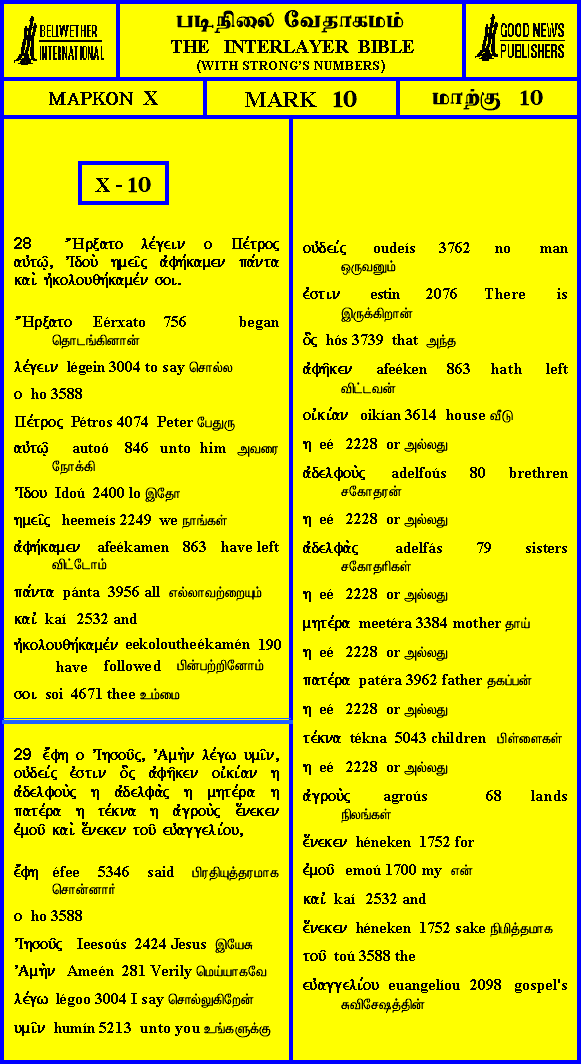 BELLWETHER INTERNATIONAL
படிநிலை வேதாகமம்
THE INTERLAYER BIBLE
(WITH STRONG'S NUMBERS)
GOOD NEWS PUBLISHERS
ΜΑΡΚΟΝ X
MARK 10
மாற்கு 10
X - 10
28 Ἤρξατο λέγειν ο Πέτρος
αὐτῳ̑, Ἰδοὺ ημει̑ς ἀφήκαμεν πάντα
καὶ ἠκολουθήκαμέν σοι.
Ἤρξατο Eérxato 756 began
தொடங்கினான்
λέγειν légein 3004 to say சொல்ல
ο ho 3588
Πέτρος Pétros 4074 Peter பேதுரு
αὐτῳ̑ autoó 846 unto him அவரை
நோக்கி
Ἰδου Idoú 2400 lo இதோ
ημει̑ς heemeís 2249 we நாங்கள்
ἀφήκαμεν afeékamen 863 have left
விட்டோம்
πάντα pánta 3956 all எல்லாவற்றையும்
καἰ kaí 2532 and
ἠκολουθήκαμέν eekoloutheékamén 190
have followed பின்பற்றினோம்
σοι soi 4671 thee உம்மை
29 ἔφη ο Ἰησου̑ς, Ἀμὴν λέγω υμι̑ν,
οὐδείς ἐστιν ὃς ἀφη̑κεν οἰκίαν η
ἀδελφοὺς η ἀδελφὰς η μητέρα η
πατέρα η τέκνα η ἀγροὺς ἕνεκεν
ἐμου̑ καὶ ἕνεκεν του̑ εὐαγγελίου,
ἔφη éfee 5346 said பிரதியுத்தரமாக
சொன்னார்
ο ho 3588
Ἰησου̑ς Ieesoús 2424 Jesus இயேசு
Ἀμὴν Ameén 281 Verily மெய்யாகவே
λέγω légoo 3004 I say சொல்லுகிறேன்
υμι̑ν humín 5213 unto you உங்களுக்கு
οὐδείς oudeís 3762 no man
ஒருவனும்
ἐστιν estin 2076 There is
இருக்கிறான்
ὃς hós 3739 that அந்த
ἀφη̑κεν afeéken 863 hath left
விட்டவன்
οἰκίαν oikían 3614 house வீடு
η eé 2228 or அல்லது
ἀδελφοὺς adelfoús 80 brethren
சகோதரன்
η eé 2228 or அல்லது
ἀδελφὰς adelfás 79 sisters
சகோதரிகள்
η eé 2228 or அல்லது
μητέρα meetéra 3384 mother தாய்
η eé 2228 or அல்லது
πατέρα patéra 3962 father தகப்பன்
η eé 2228 or அல்லது
τέκνα tékna 5043 children பிள்ளைகள்
η eé 2228 or அல்லது
ἀγροὺς agroús 68 lands
நிலங்கள்
ἕνεκεν héneken 1752 for
ἐμου̑ emoú 1700 my என்
καἰ kaí 2532 and
ἕνεκεν héneken 1752 sake நிமித்தமாக
του̑ toú 3588 the
εὐαγγελίου euangelíou 2098 gospel's
சுவிசேஷத்தின்